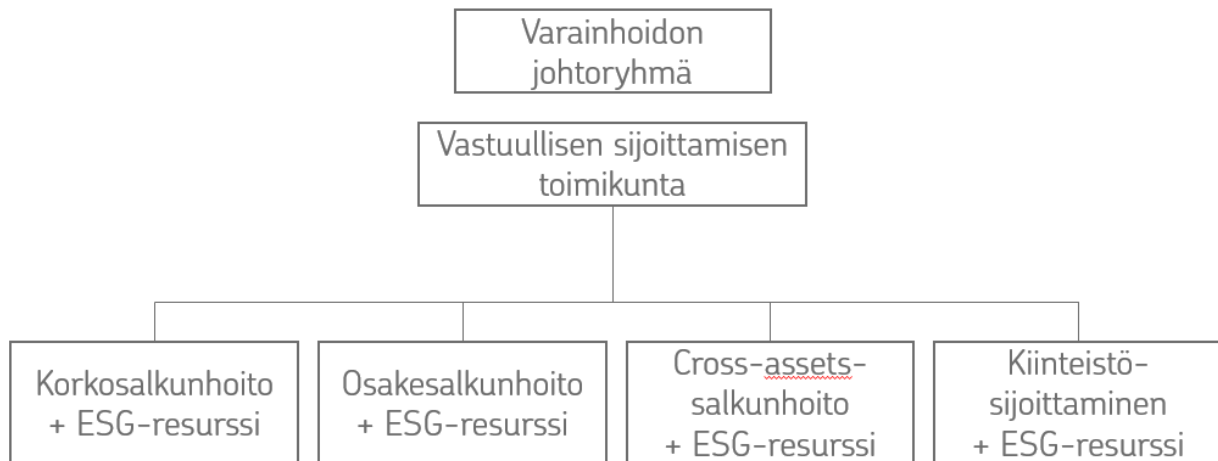 Varainhoidon
johtoryhmä
Vastuullisen sijoittamisen
toimikunta
Korkosalkunhoito
+ ESG-resurssi
Osakesalkunhoito
+ ESG-resurssi
Cross-assets-
salkunhoito
+ ESG-resurssi
Kiinteistö-
sijoittaminen
+ ESG-resurssi